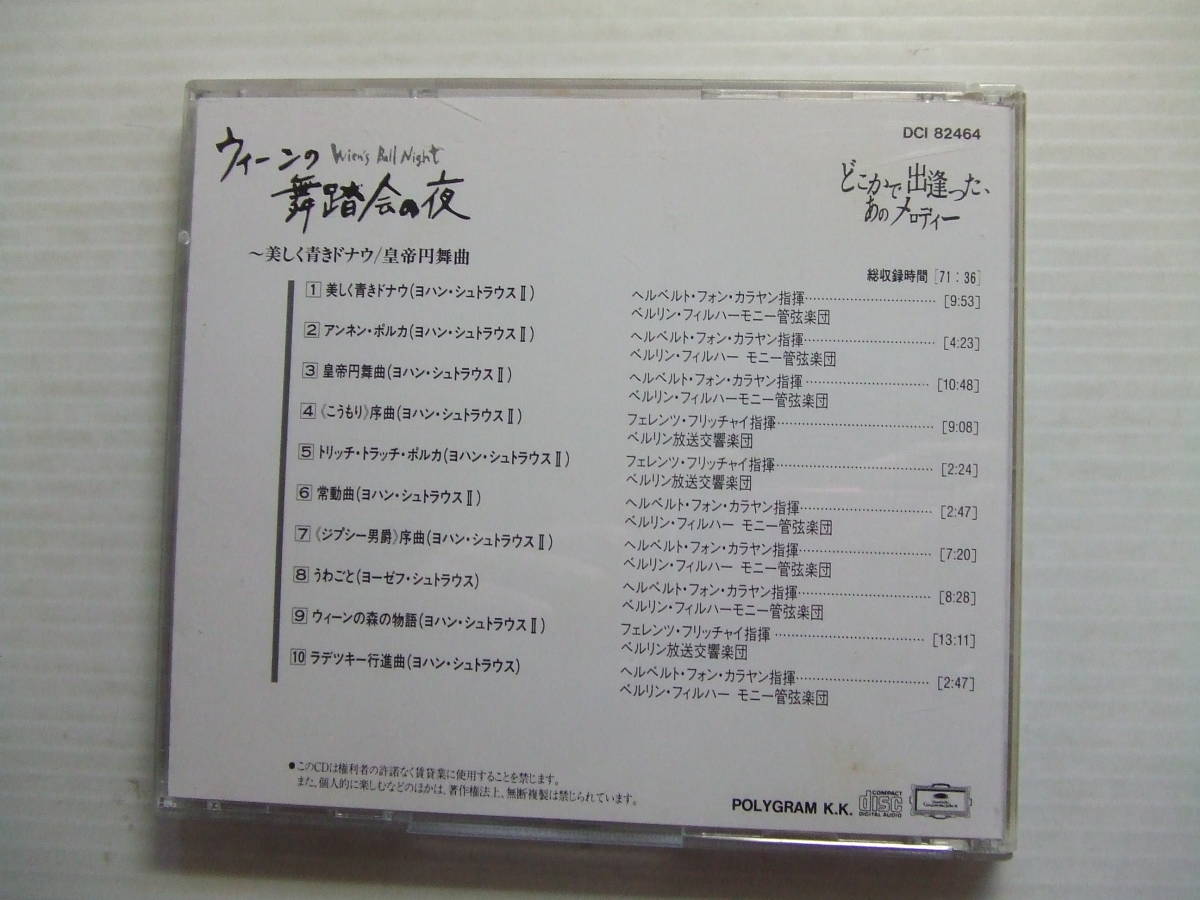 DCI 82464
ウィーンの Wien's Ball Night
舞踏会の夜
どこかで出逢った、
あのメロディー
～美しく青きドナウ/皇帝円舞曲
総収録時間[71：36]
1 美しく青きドナウ(ヨハン・シュトラウスⅡ) ヘルベルト・フォン・カラヤン指揮……………………[9:53]
ベルリン・フィルハーモニー管弦楽団
2 アンネン・ポルカ(ヨハン・シュトラウスⅡ) ヘルベルト・フォン・カラヤン指揮……………………[4:23]
ベルリン・フィルハー モニー管弦楽団
3 皇帝円舞曲(ヨハン・シュトラウスⅡ) ヘルベルト・フォン・カラヤン指揮……………………[10:48]
ベルリン・フィルハーモニー管弦楽団
4 《こうもり》序曲(ヨハン・シュトラウスⅡ) フェレンツ・フリッチャイ指揮……………………[9:08]
ベルリン放送交響楽団
5 トリッチ・トラッチ・ポルカ(ヨハン・シュトラウスⅡ) フェレンツ・フリッチャイ指揮……………………[2:24]
ベルリン放送交響楽団
6 常動曲(ヨハン・シュトラウスⅡ) ヘルベルト・フォン・カラヤン指揮……………………[2:47]
ベルリン・フィルハー モニー管弦楽団
7 《ジプシー男爵》序曲(ヨハン・シュトラウスⅡ) ヘルベルト・フォン・カラヤン指揮……………………[7:20]
ベルリン・フィルハー モニー管弦楽団
8 うわごと(ヨーゼフ・シュトラウス) ヘルベルト・フォン・カラヤン指揮……………………[8:28]
ベルリン・フィルハーモニー管弦楽団
9 ウィーンの森の物語(ヨハン・シュトラウスⅡ) フェレンツ・フリッチャイ指揮……………………[13:11]
ベルリン放送交響楽団
10 ラデツキー行進曲(ヨハン・シュトラウス) ヘルベルト・フォン・カラヤン指揮……………………[2:47]
ベルリン・フィルハー モニー管弦楽団
●このCDは権利者の許諾なく賃貸業に使用することを禁じます。
また、個人的に楽しむなどのほかは、著作権法上、無断複製は禁じられています。
POLYGRAM K.K.
COMPACT
disc
DIGITAL AUDIO
Deutsche
Grammophon